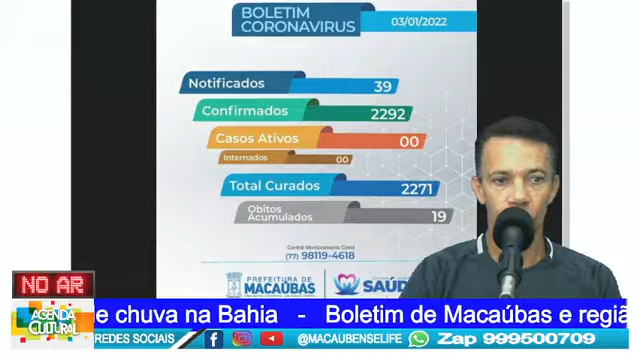 BOLETIM
CORONAVIRUS
03/01/2022
Notificados 39
Confirmados 2292
Casos Ativos 00
Internados 00
Total Curados 2271
Obitos
Acumulados 19
Central Monitoramento Covid
(77) 98119-4618
PREFEITURA DE
MACAÚBAS
SAÚD
NO AR
AGENDA
CULTURAL
e chuva na Bahia - Boletim de Macaúbas e regiã
REDES SOCIAIS @MACAUBENSELIFE Zap 999500709